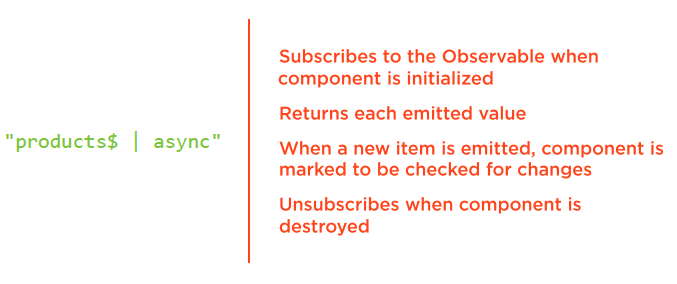 "products$ | async"
Subscribes to the Observable when
component is initialized
Returns each emitted value
When a new item is emitted, component is
marked to be checked for changes
Unsubscribes when component is
destroyed